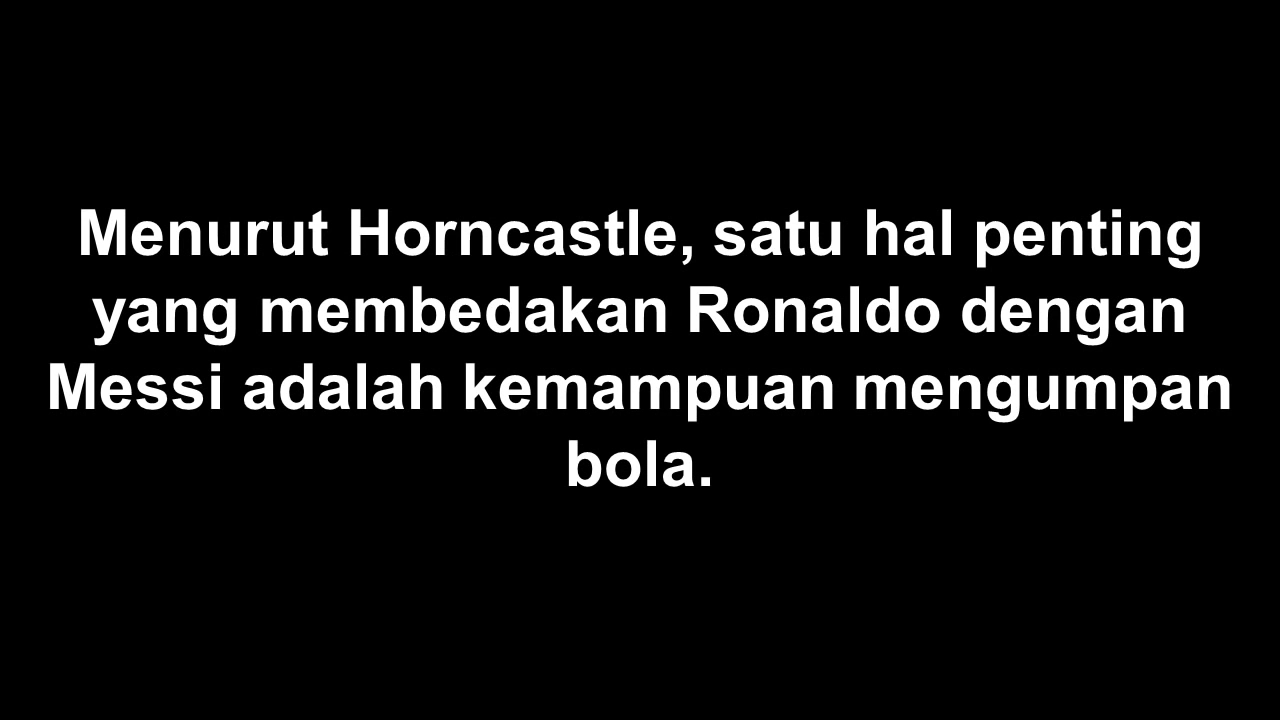 Menurut Horncastle, satu hal penting
yang membedakan Ronaldo dengan
Messi adalah kemampuan mengumpan
bola.